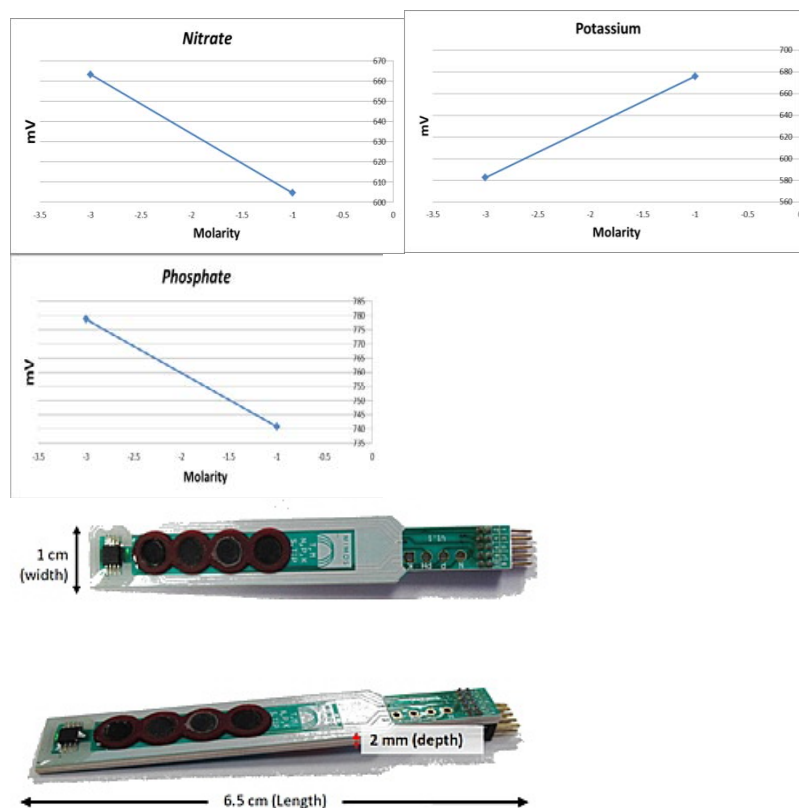 Nitrate
670
660
650
640
630
620
610
600
mV
-3.5 -3 -2.5 -2 -1.5 -1 -0.5 0
Molarity
Potassium
700
680
660
640
620
600
580
560
mV
-3.5 -3 -2.5 -2 -1.5 -1 -0.5 0
Molarity
Phosphate
785
780
775
770
765
760
755
750
745
740
735
mV
-3.5 -3 -2.5 -2 -1.5 -1 -0.5 0
Molarity
1 cm
(width)
N,P,K
MIMOS
K PH P N
2 mm (depth)
6.5 cm (Length)